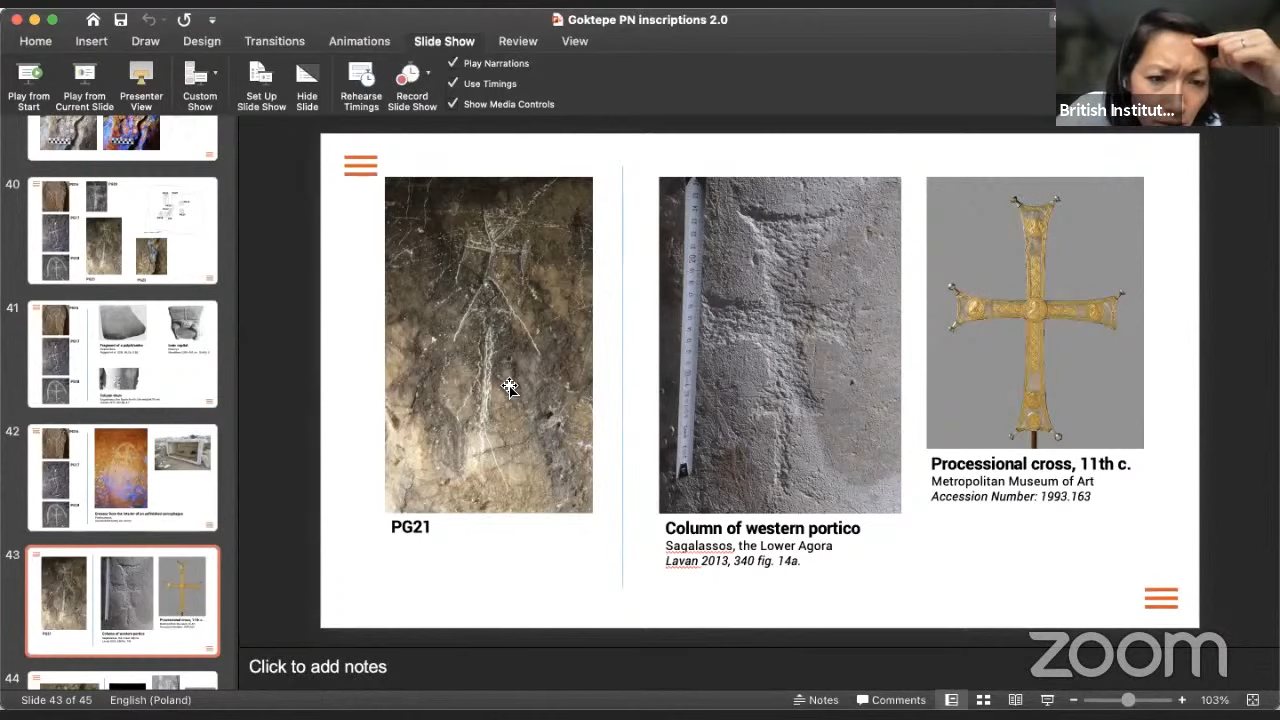 Goktepe PN inscriptions 2.0
Home Insert Draw Design Transitions Animations Slide Show Review View
Play from Start
Play from Current Slide
Presenter View
Custom Show
Set Up Slide Show
Hide Slide
Rehearse Timings
Record Slide Show
Play Narrations
Use Timings
Show Media Controls
British Institut...
40
41
42
43
44
PG21
Column of western portico
Sagalassos, the Lower Agora
Lavan 2013, 340 fig. 14a.
Processional cross, 11th c.
Metropolitan Museum of Art
Accession Number: 1993.163
Click to add notes
zoom
Slide 43 of 45 English (Poland) Notes Comments 103%